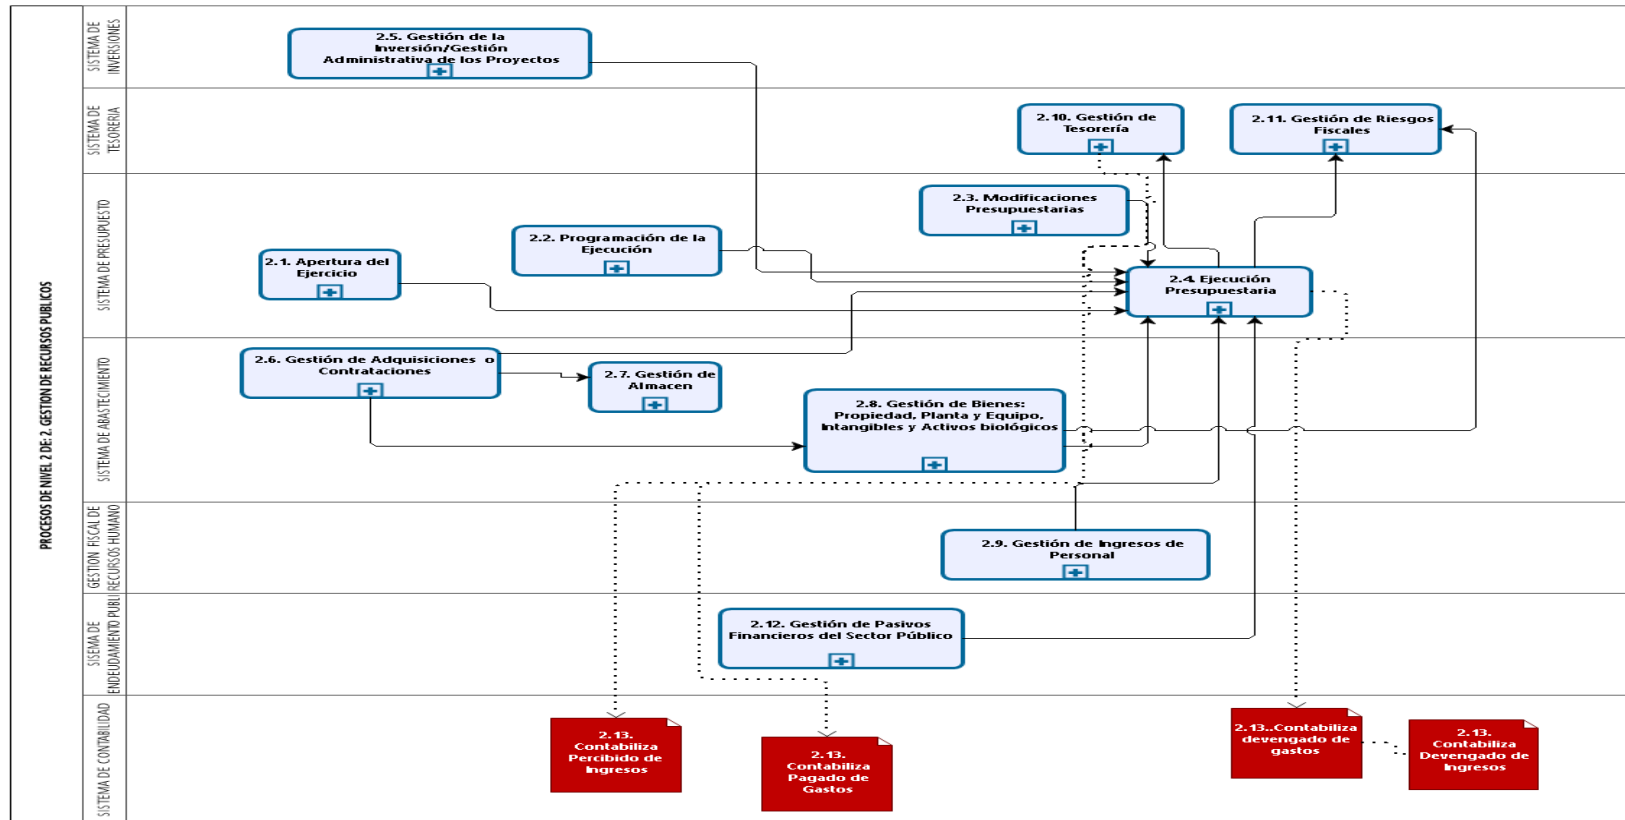 PROCESOS DE NIVEL 2 DE: 2. GESTION DE RECURSOS PUBLICOS
SISTEMA DE
INVERSIONES
2.5. Gestión de la
Inversión/Gestión
Administrativa de los Proyectos
SISTEMA DE
TESORERIA
2.10. Gestión de
Tesorería
2.11. Gestión de Riesgos
Fiscales
SISTEMA DE PRESUPUESTO
2.3. Modificaciones
Presupuestarias
2.2. Programación de la
Ejecución
2.1. Apertura del
Ejercicio
2.4. Ejecución
Presupuestaria
SISTEMA DE ABASTECIMIENTO
2.6. Gestión de Adquisiciones o
Contrataciones
2.7. Gestión de
Almacen
2.8. Gestión de Bienes:
Propiedad, Planta y Equipo,
Intangibles y Activos biológicos
GESTION FISCAL DE
RECURSOS HUMANO
2.9. Gestión de Ingresos de
Personal
SISEMA DE
ENDEUDAMIENTO PUBLI
2.12. Gestión de Pasivos
Financieros del Sector Público
SISTEMA DE CONTABILIDAD
2.13.
Contabiliza
Percibido de
Ingresos
2.13.
Contabiliza
Pagado de
Gastos
2.13..Contabiliza
devengado de
gastos
2.13.
Contabiliza
Devengado de
Ingresos